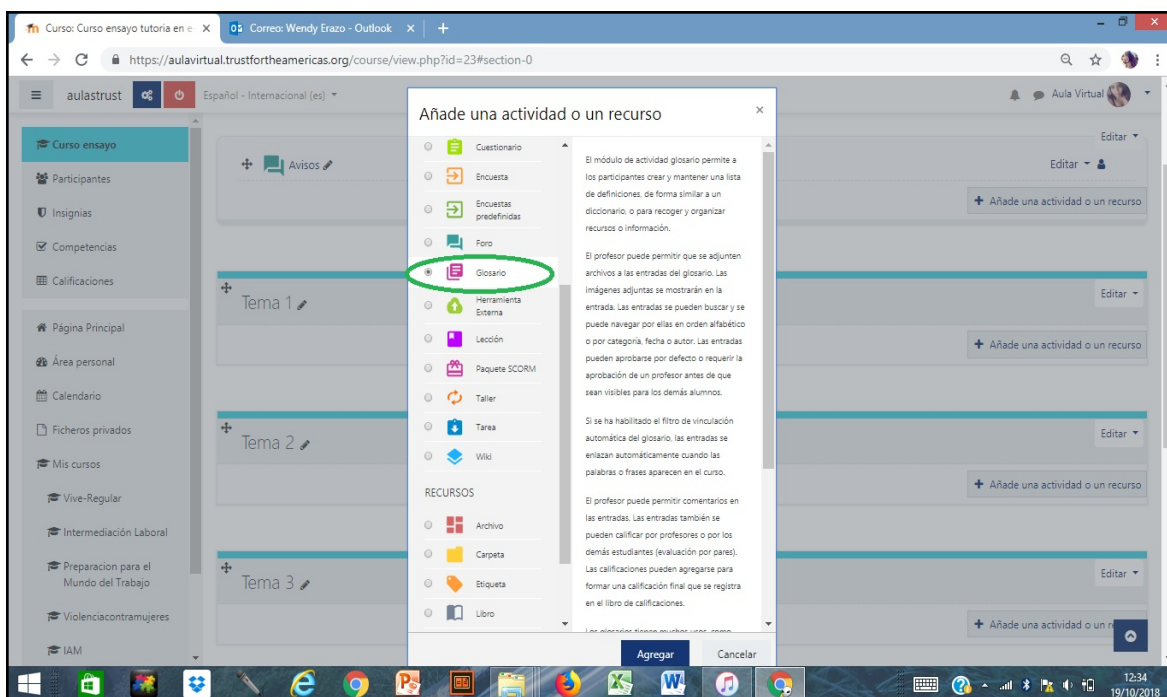 Curso: Curso ensayo tutoria en e
Correo: Wendy Erazo - Outlook
https://aulavirtual.trustfortheamericas.org/course/view.php?id=23#section-0
aulastrust
Español - Internacional (es)
Aula Virtual
Curso ensayo
Participantes
Insignias
Competencias
Calificaciones
Página Principal
Área personal
Calendario
Ficheros privados
Mis cursos
Vive-Regular
Intermediación Laboral
Preparacion para el
Mundo del Trabajo
Violenciacontramujeres
IAM
Avisos
Editar
Editar
+ Añade una actividad o un recurso
Tema 1
Editar
+ Añade una actividad o un recurso
Tema 2
Editar
+ Añade una actividad o un recurso
Tema 3
Editar
+ Añade una actividad o un r
Añade una actividad o un recurso
Cuestionario
Encuesta
Encuestas
predefinidas
Foro
Glosario
Herramienta
Externa
Lección
Paquete SCORM
Taller
Tarea
Wiki
RECURSOS
Archivo
Carpeta
Etiqueta
Libro
El módulo de actividad glosario permite a
los participantes crear y mantener una lista
de definiciones, de forma similar a un
diccionario, o para recoger y organizar
recursos o información.
El profesor puede permitir que se adjunten
archivos a las entradas del glosario. Las
imágenes adjuntas se mostrarán en la
entrada. Las entradas se pueden buscar y se
puede navegar por ellas en orden alfabético
o por categoría, fecha o autor. Las entradas
pueden aprobarse por defecto o requerir la
aprobación de un profesor antes de que
sean visibles para los demás alumnos.
Si se ha habilitado el filtro de vinculación
automática del glosario, las entradas se
enlazan automáticamente cuando las
palabras o frases aparecen en el curso.
El profesor puede permitir comentarios en
las entradas. Las entradas también se
pueden calificar por profesores o por los
demás estudiantes (evaluación por pares).
Las calificaciones pueden agregarse para
formar una calificación final que se registra
en el libro de calificaciones.
Los glosarios tienen muchos usos, como
Agregar
Cancelar
12:34
19/10/2018